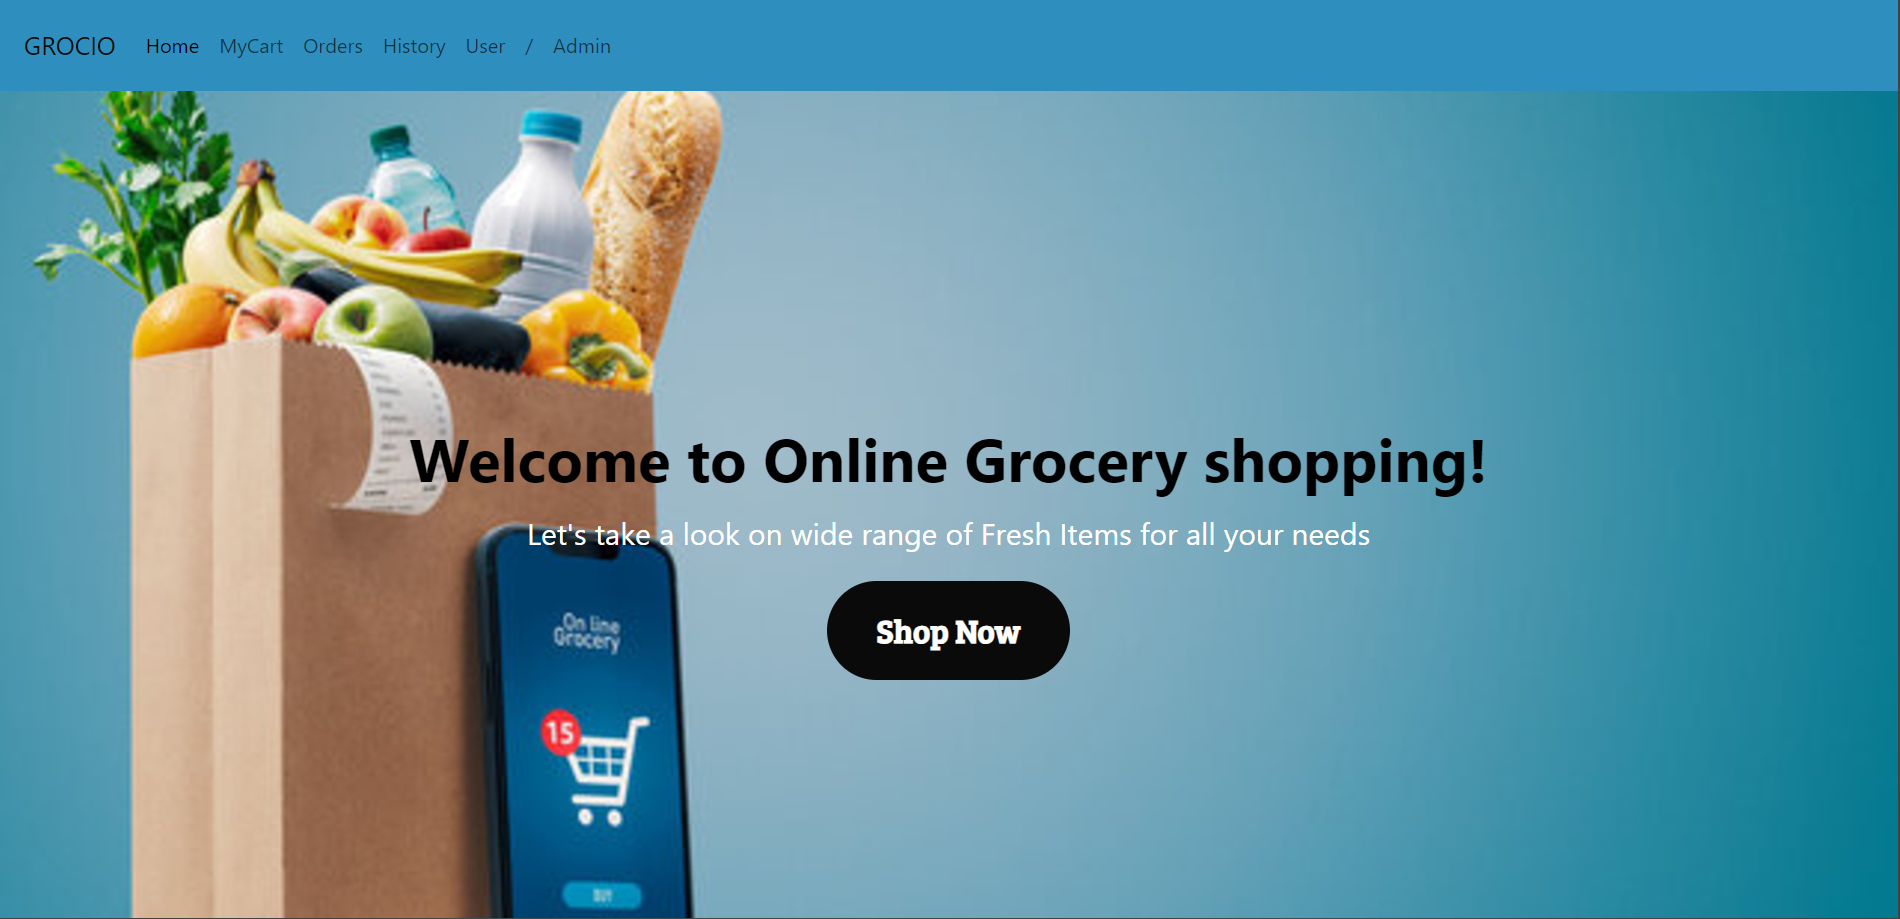 GROCIO Home MyCart Orders History User / Admin
Welcome to Online Grocery shopping!
Let's take a look on wide range of Fresh Items for all your needs
Shop Now
On line
Grocery
15
BUY